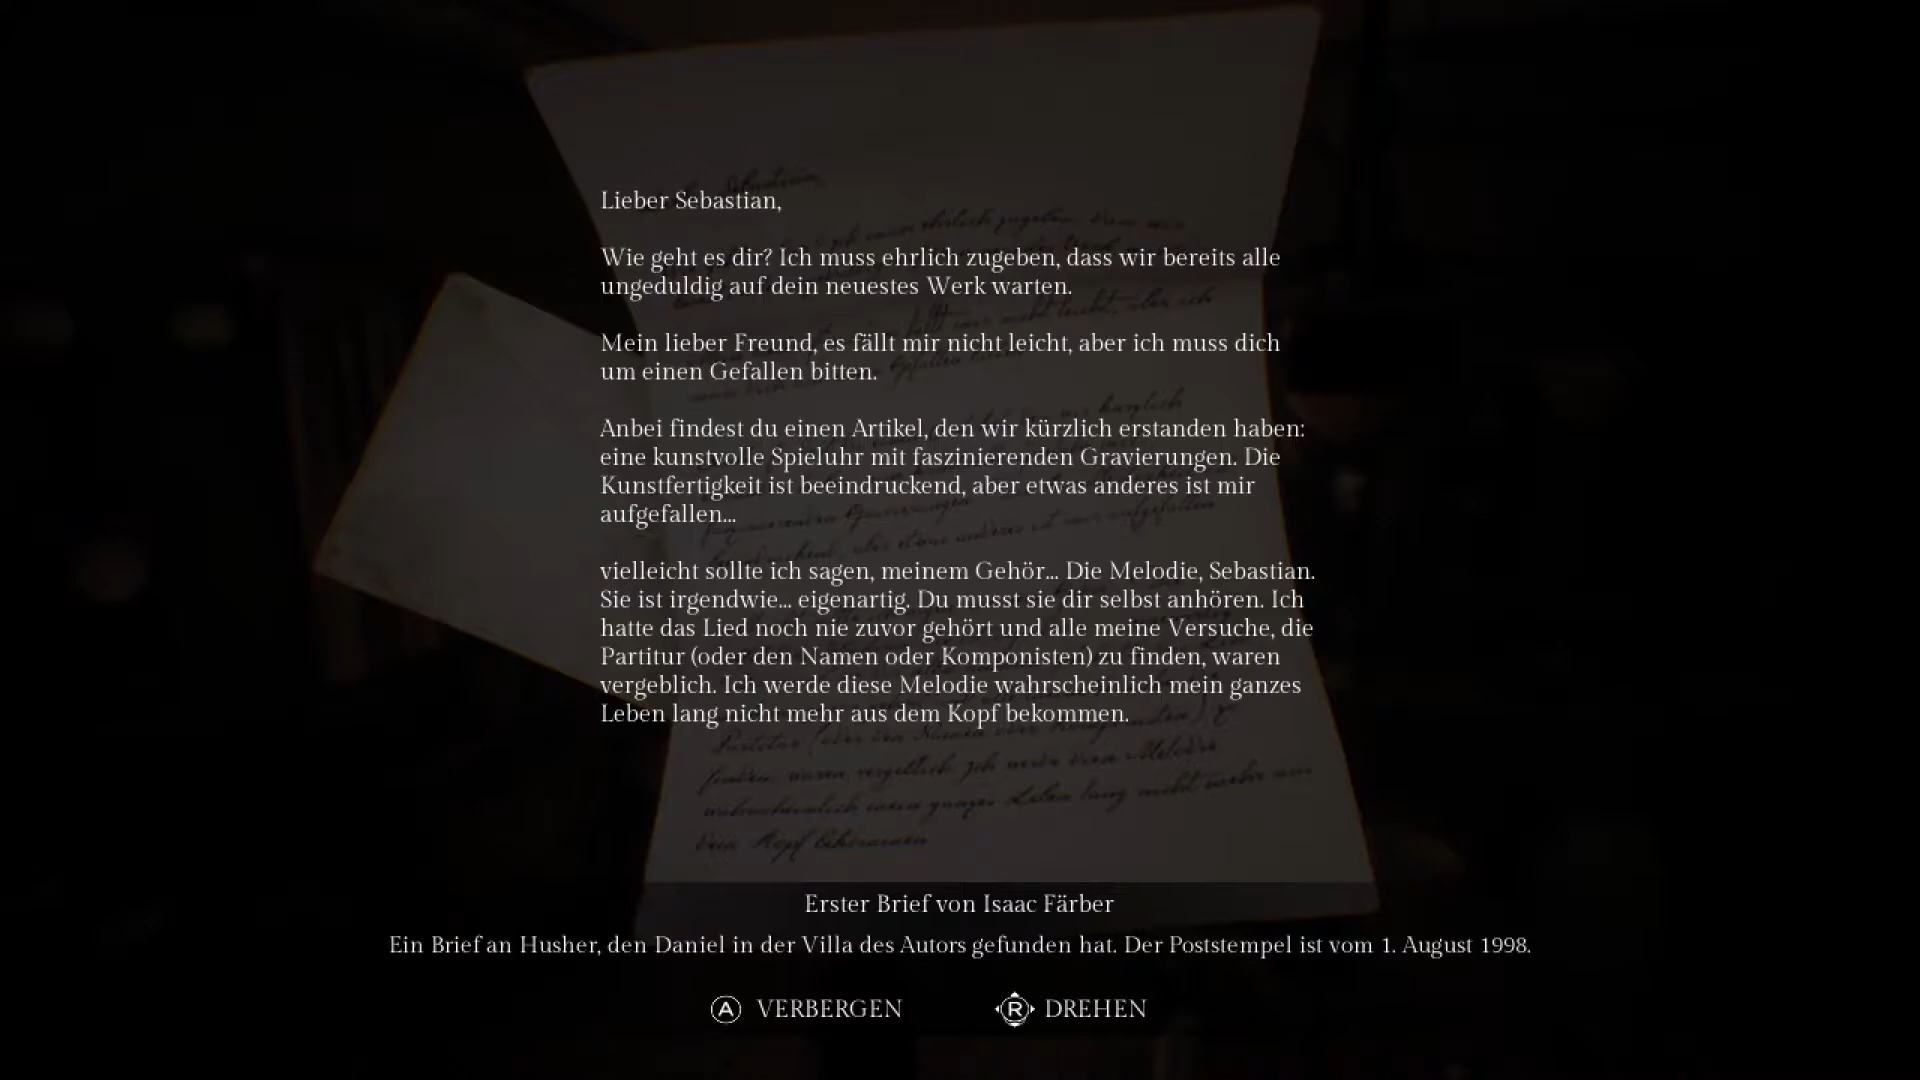 Lieber Sebastian,
Wie geht es dir? Ich muss ehrlich zugeben, dass wir bereits alle
ungeduldig auf dein neuestes Werk warten.
Mein lieber Freund, es fällt mir nicht leicht, aber ich muss dich
um einen Gefallen bitten.
Anbei findest du einen Artikel, den wir kürzlich erstanden haben:
eine kunstvolle Spieluhr mit faszinierenden Gravierungen. Die
Kunstfertigkeit ist beeindruckend, aber etwas anderes ist mir
aufgefallen...
vielleicht sollte ich sagen, meinem Gehör... Die Melodie, Sebastian.
Sie ist irgendwie... eigenartig. Du musst sie dir selbst anhören. Ich
hatte das Lied noch nie zuvor gehört und alle meine Versuche, die
Partitur (oder den Namen oder Komponisten) zu finden, waren
vergeblich. Ich werde diese Melodie wahrscheinlich mein ganzes
Leben lang nicht mehr aus dem Kopf bekommen.
Erster Brief von Isaac Färber
Ein Brief an Husher, den Daniel in der Villa des Autors gefunden hat. Der Poststempel ist vom 1. August 1998.
A VERBERGEN R DREHEN